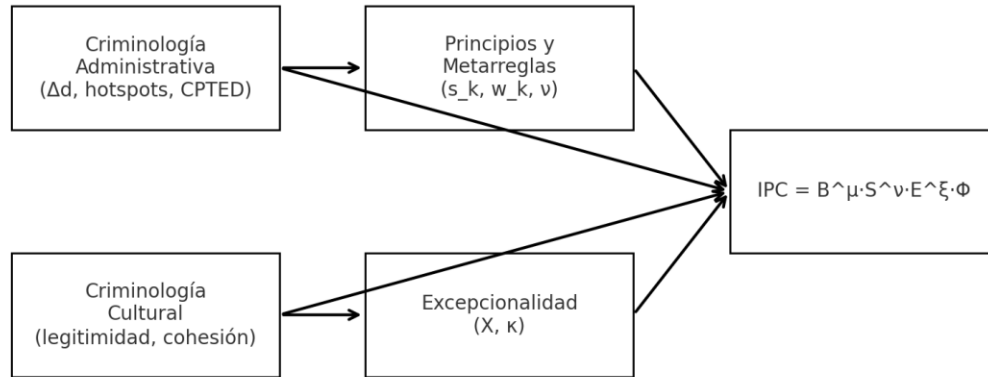 Criminología
Administrativa
(Δd, hotspots, CPTED)
Principios y
Metarreglas
(s_k, w_k, ν)
IPC = B^μ·S^ν·E^ξ·Φ
Criminología
Cultural
(legitimidad, cohesión)
Excepcionalidad
(X, κ)